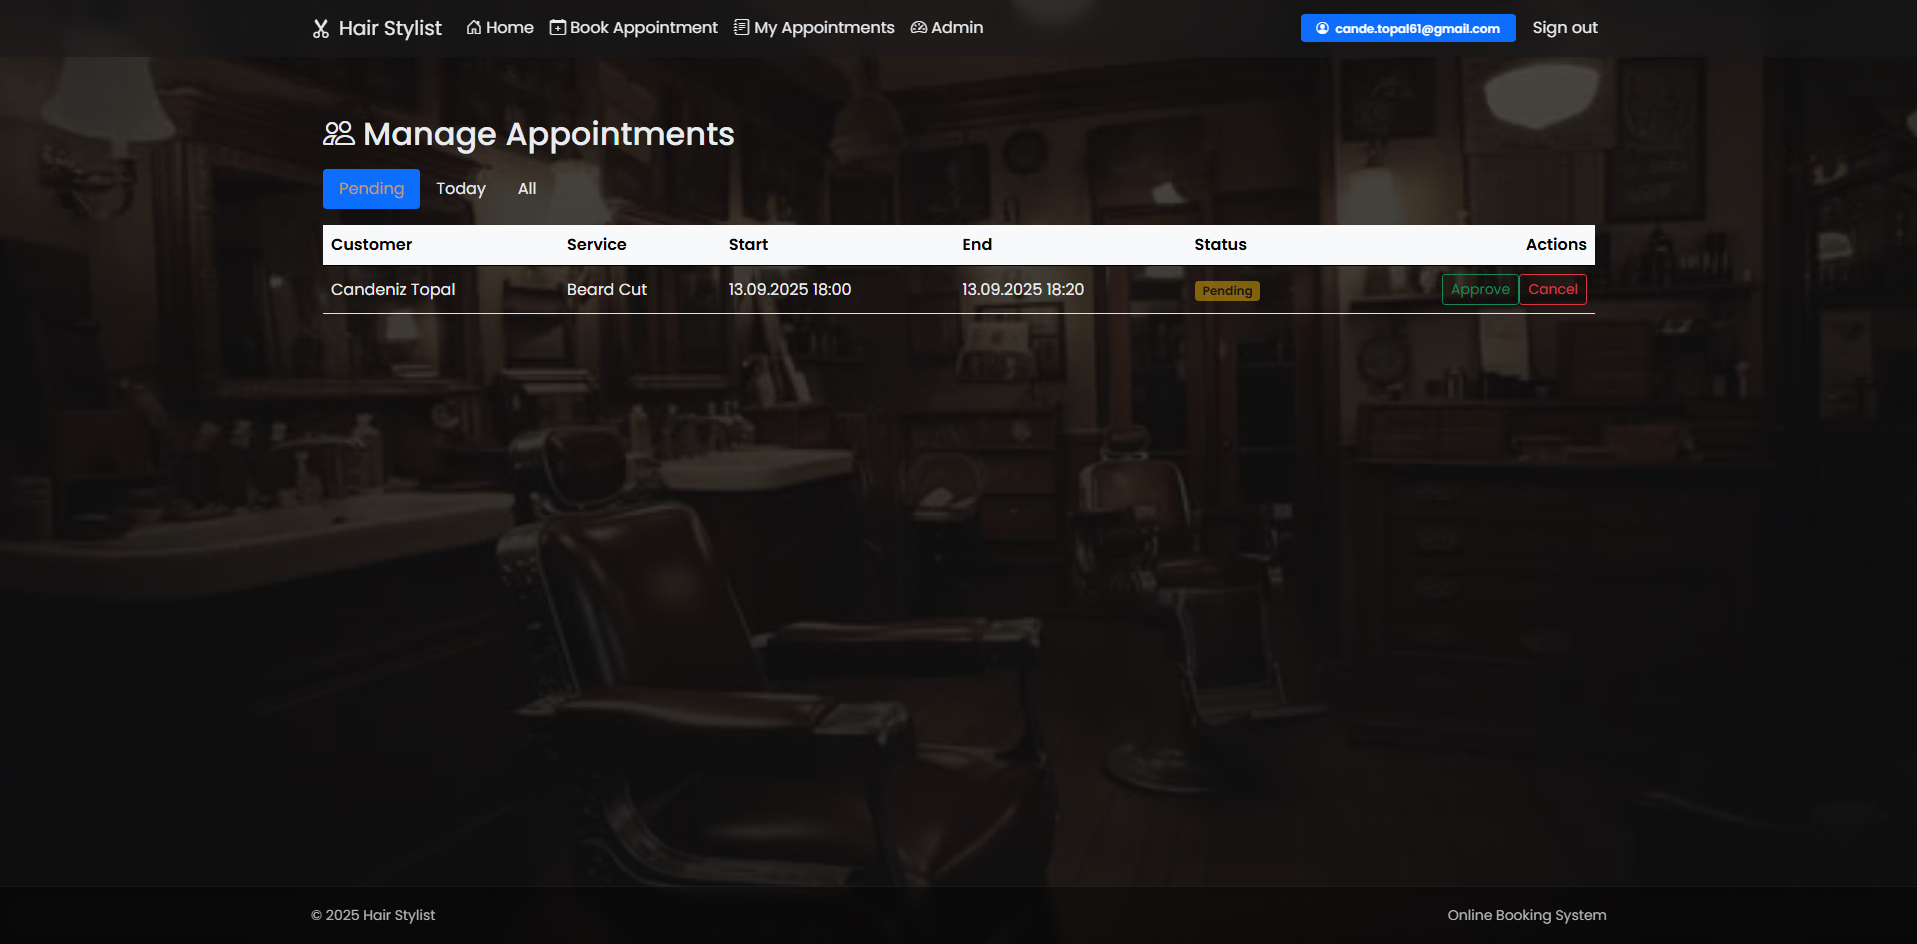 Hair Stylist Home Book Appointment My Appointments Admin cande.topal61@gmail.com Sign out
Manage Appointments
Pending Today All
Customer Service Start End Status Actions
Candeniz Topal Beard Cut 13.09.2025 18:00 13.09.2025 18:20 Pending Approve Cancel
© 2025 Hair Stylist Online Booking System